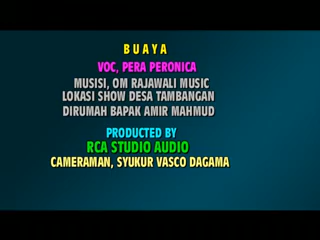 B U A Y A
VOC, PERA PERONICA
MUSISI, OM RAJAWALI MUSIC
LOKASI SHOW DESA TAMBANGAN
DIRUMAH BAPAK AMIR MAHMUD
PRODUCTED BY
RCA STUDIO AUDIO
CAMERAMAN, SYUKUR VASCO DAGAMA